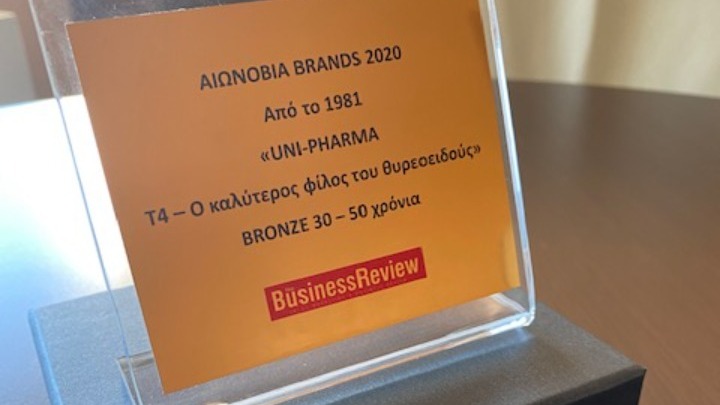 ΑΙΩΝΟΒΙΑ BRANDS 2020
Από το 1981
«UNI-PHARMA
T4 – Ο καλύτερος φίλος του θυρεοειδούς»
BRONZE 30 – 50 χρόνια
BusinessReview